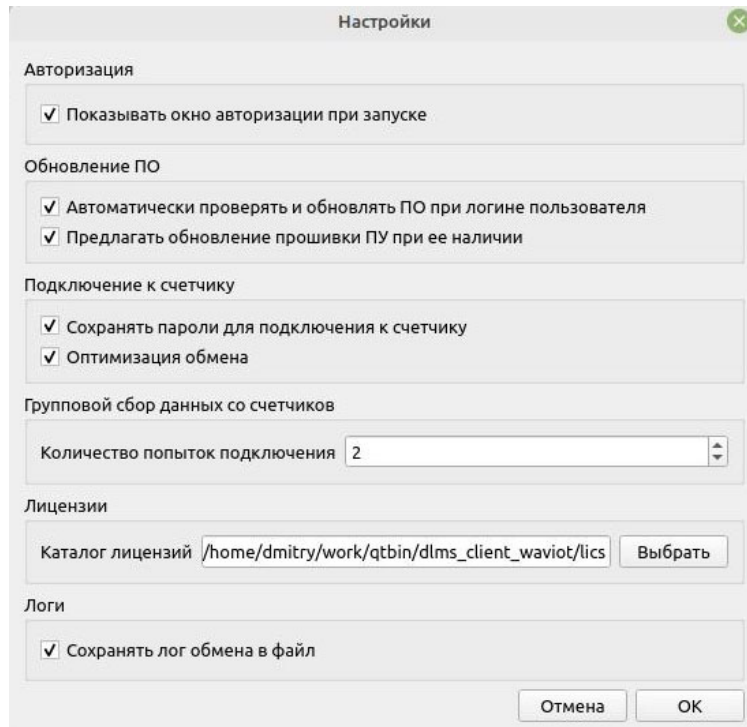 Настройки
Авторизация
Показывать окно авторизации при запуске
Обновление ПО
Автоматически проверять и обновлять ПО при логине пользователя
Предлагать обновление прошивки ПУ при ее наличии
Подключение к счетчику
Сохранять пароли для подключения к счетчику
Оптимизация обмена
Групповой сбор данных со счетчиков
Количество попыток подключения 2
Лицензии
Каталог лицензий /home/dmitry/work/qtbin/dlms_client_waviot/lics Выбрать
Логи
Сохранять лог обмена в файл
Отмена OK